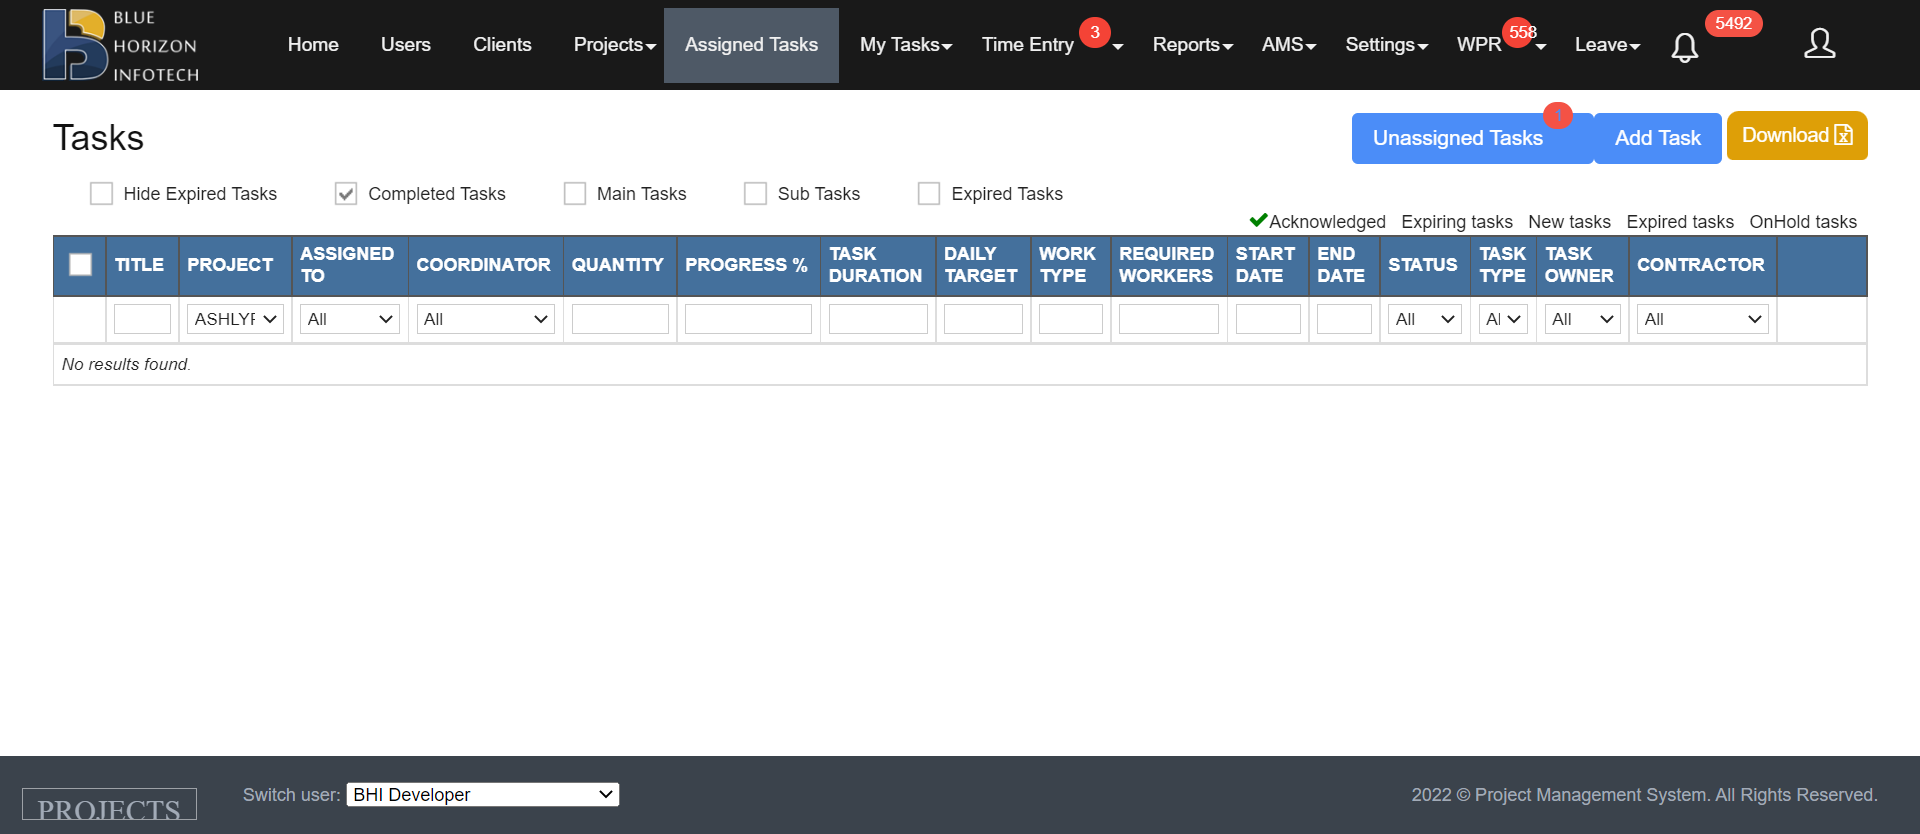 BLUE
HORIZON
INFOTECH
Home Users Clients Projects Assigned Tasks My Tasks Time Entry 3 Reports AMS Settings WPR 558 Leave 5492
Tasks
Unassigned Tasks Add Task Download
Hide Expired Tasks Completed Tasks Main Tasks Sub Tasks Expired Tasks
Acknowledged Expiring tasks New tasks Expired tasks OnHold tasks
TITLE PROJECT ASSIGNED TO COORDINATOR QUANTITY PROGRESS % TASK DURATION DAILY TARGET WORK TYPE REQUIRED WORKERS START DATE END DATE STATUS TASK TYPE TASK OWNER CONTRACTOR
All All All All All
No results found.
PROJECTS
Switch user: BHI Developer
2022 © Project Management System. All Rights Reserved.